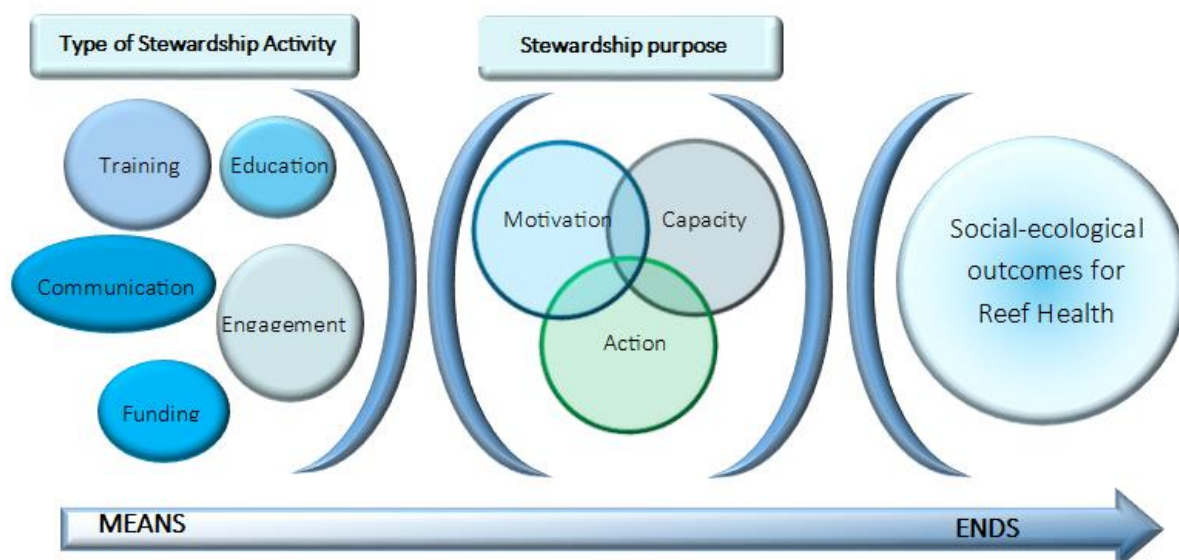 Type of Stewardship Activity
Stewardship purpose
Training
Education
Communication
Engagement
Funding
Motivation
Capacity
Action
Social-ecological
outcomes for
Reef Health
MEANS
ENDS